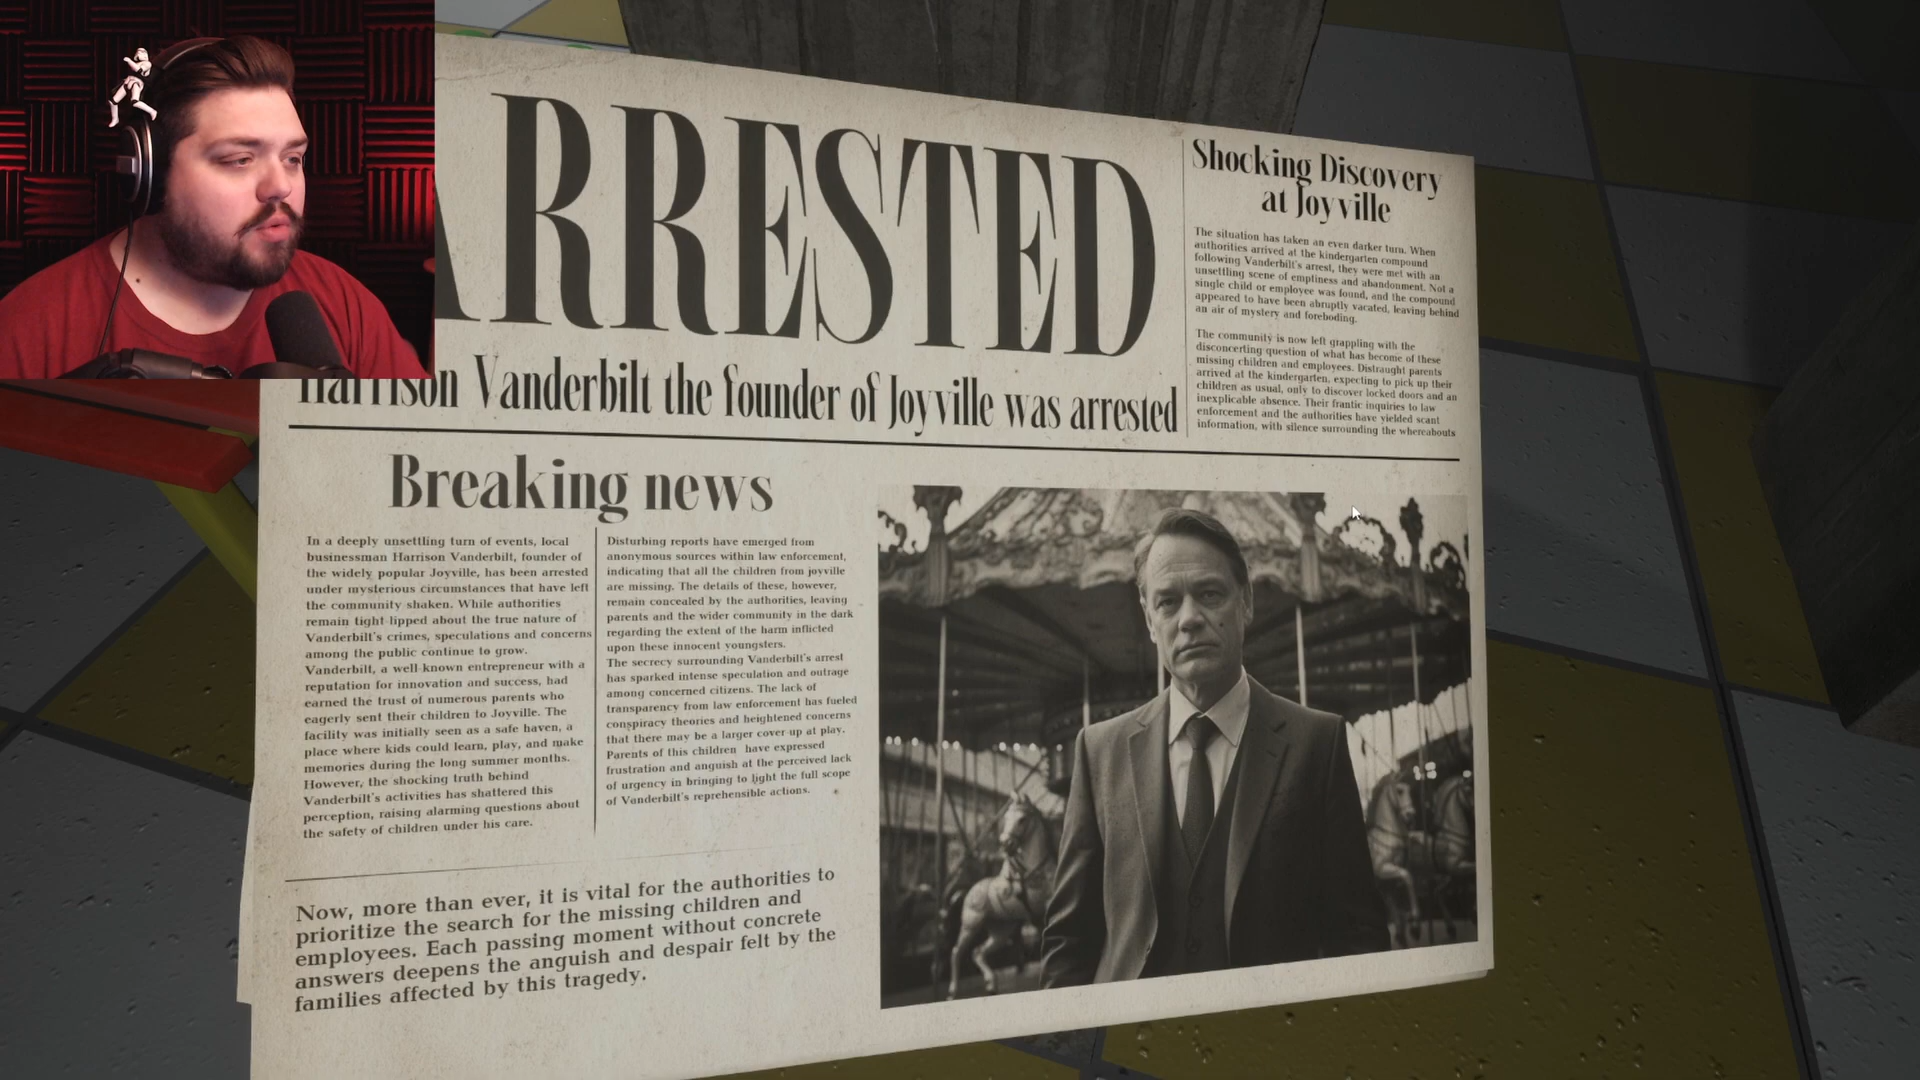 ARRESTED
Harrison Vanderbilt the founder of Joyville was arrested
Shocking Discovery
at Joyville
The situation has taken an even darker turn. When
authorities arrived at the kindergarten compound
following Vanderbilt's arrest, they were met with an
unsettling scene of emptiness and abandonment. Not a
single child or employee was found, and the compound
appeared to have been abruptly vacated, leaving behind
an air of mystery and foreboding.
The community is now left grappling with the
disconcerting question of what has become of these
missing children and employees. Distraught parents
arrived at the kindergarten, expecting to pick up their
children as usual, only to discover locked doors and an
inexplicable absence. Their frantic inquiries to law
enforcement and the authorities have yielded scant
information, with silence surrounding the whereabouts
Breaking news
In a deeply unsettling turn of events, local
businessman Harrison Vanderbilt, founder of
the widely popular Joyville, has been arrested
under mysterious circumstances that have left
the community shaken. While authorities
remain tight-lipped about the true nature of
Vanderbilt's crimes, speculations and concerns
among the public continue to grow.
Vanderbilt, a well-known entrepreneur with a
reputation for innovation and success, had
earned the trust of numerous parents who
eagerly sent their children to Joyville. The
facility was initially seen as a safe haven, a
place where kids could learn, play, and make
memories during the long summer months.
However, the shocking truth behind
Vanderbilt's activities has shattered this
perception, raising alarming questions about
the safety of children under his care.
Disturbing reports have emerged from
anonymous sources within law enforcement,
indicating that all the children from joyville
are missing. The details of these, however,
remain concealed by the authorities, leaving
parents and the wider community in the dark
regarding the extent of the harm inflicted
upon these innocent youngsters.
The secrecy surrounding Vanderbilt's arrest
has sparked intense speculation and outrage
among concerned citizens. The lack of
transparency from law enforcement has fueled
conspiracy theories and heightened concerns
that there may be a larger cover-up at play.
Parents of this children have expressed
frustration and anguish at the perceived lack
of urgency in bringing to light the full scope
of Vanderbilt's reprehensible actions.
Now, more than ever, it is vital for the authorities to
prioritize the search for the missing children and
employees. Each passing moment without concrete
answers deepens the anguish and despair felt by the
families affected by this tragedy.